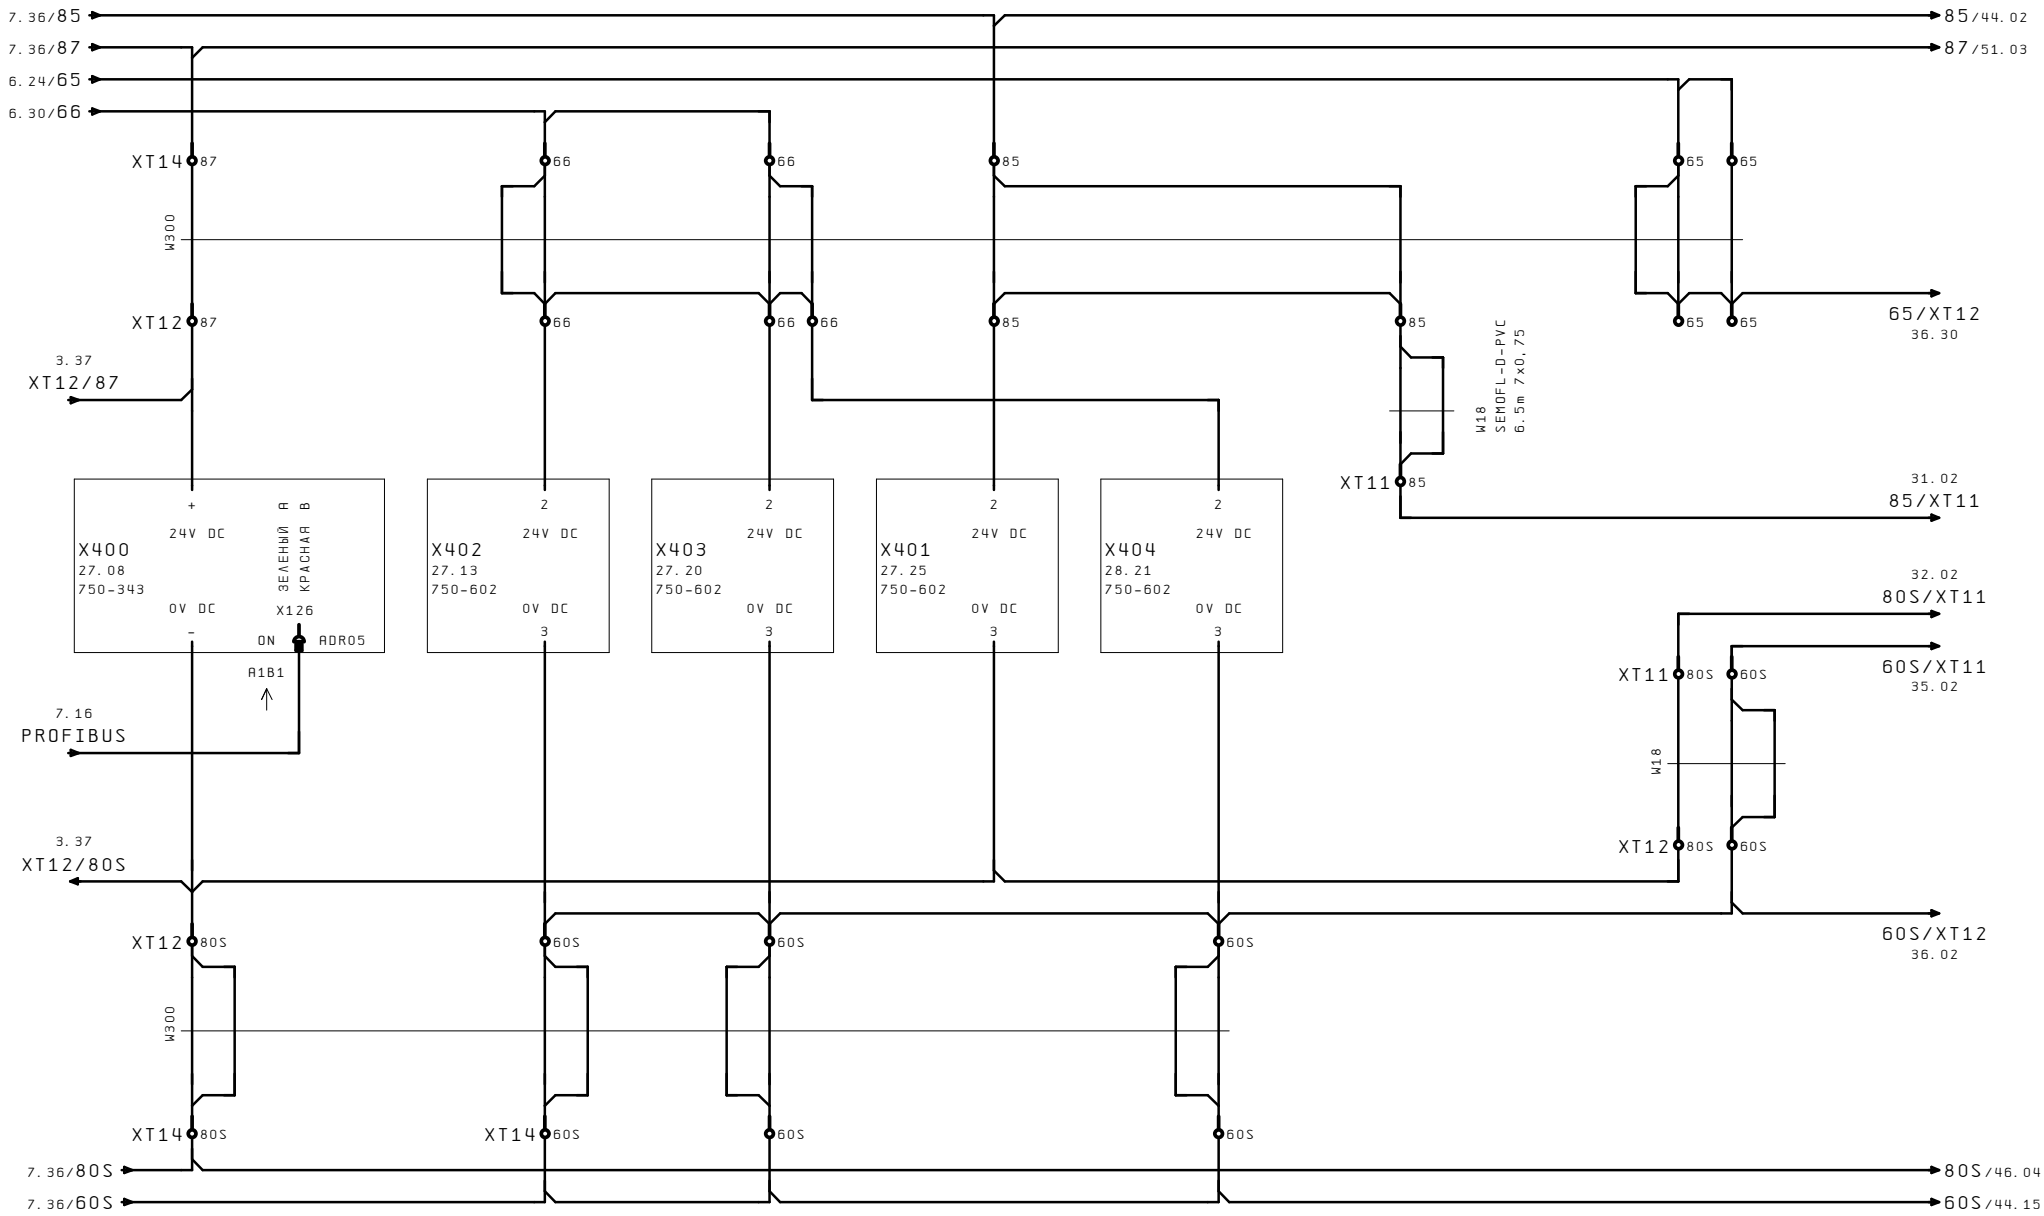 7.36/85
85/44.02
7.36/87
87/51.03
6.24/65
6.30/66
XT14 87
66
66
85
65
65
W300
XT12 87
66
66
66
85
85
65
65
65/XT12
36.30
3.37
XT12/87
W18
SEMOFL-D-PVC
6.5m 7x0,75
XT11 85
31.02
85/XT11
+
24V DC
X400
27.08
750-343
0V DC
-
ЗЕЛЕНЫЙ А
КРАСНАЯ В
X126
ON
ADR05
A1B1
2
24V DC
X402
27.13
750-602
0V DC
3
2
24V DC
X403
27.20
750-602
0V DC
3
2
24V DC
X401
27.25
750-602
0V DC
3
2
24V DC
X404
28.21
750-602
0V DC
3
32.02
80S/XT11
60S/XT11
35.02
XT11 80S
60S
7.16
PROFIBUS
W18
3.37
XT12/80S
XT12 80S
60S
XT12 80S
60S
60S
60S
60S/XT12
36.02
W300
XT14 80S
XT14 60S
60S
60S
7.36/80S
80S/46.04
7.36/60S
60S/44.15